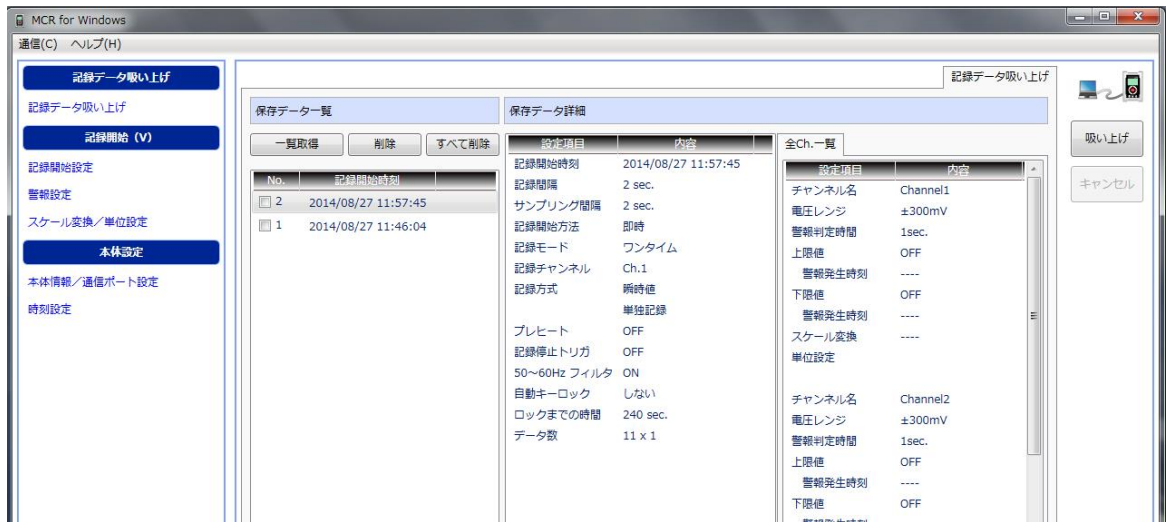 MCR for Windows
通信(C) ヘルプ(H)
記録データ吸い上げ
記録データ吸い上げ
記録開始 (V)
記録開始設定
警報設定
スケール変換／単位設定
本体設定
本体情報／通信ポート設定
時刻設定
記録データ吸い上げ
保存データ一覧
一覧取得 削除 すべて削除
No. 記録開始時刻
2 2014/08/27 11:57:45
1 2014/08/27 11:46:04
保存データ詳細
設定項目 内容
記録開始時刻 2014/08/27 11:57:45
記録間隔 2 sec.
サンプリング間隔 2 sec.
記録開始方法 即時
記録モード ワンタイム
記録チャンネル Ch.1
記録方式 瞬時値
単独記録
プレヒート OFF
記録停止トリガ OFF
50～60Hz フィルタ ON
自動キーロック しない
ロックまでの時間 240 sec.
データ数 11 x 1
全Ch.一覧
設定項目 内容
チャンネル名 Channel1
電圧レンジ ±300mV
警報判定時間 1sec.
上限値 OFF
警報発生時刻 ----
下限値 OFF
警報発生時刻 ----
スケール変換 ----
単位設定
チャンネル名 Channel2
電圧レンジ ±300mV
警報判定時間 1sec.
上限値 OFF
警報発生時刻 ----
下限値 OFF
吸い上げ
キャンセル